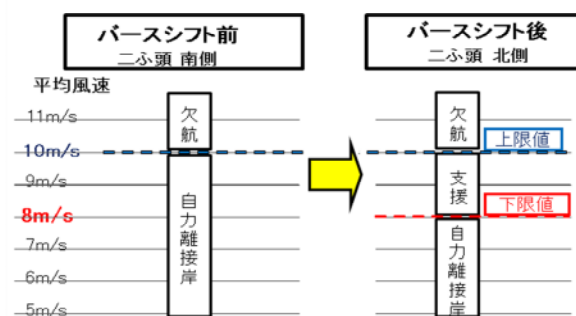 バースシフト前
二ふ頭 南側
バースシフト後
二ふ頭 北側
平均風速
11m/s
10m/s
9m/s
8m/s
7m/s
6m/s
5m/s
欠航
自力離接岸
欠航
支援
自力離接岸
上限値
下限値